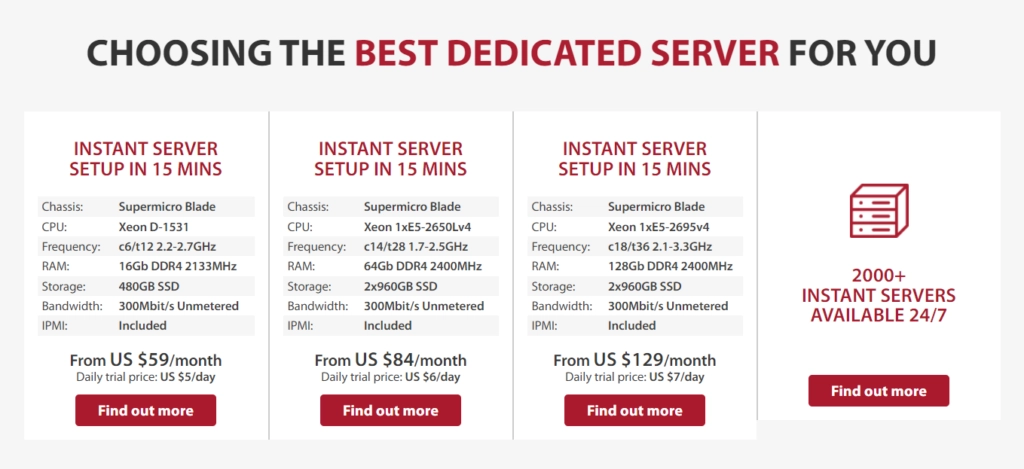 CHOOSING THE BEST DEDICATED SERVER FOR YOU
INSTANT SERVER
SETUP IN 15 MINS
Chassis: Supermicro Blade
CPU: Xeon D-1531
Frequency: c6/t12 2.2-2.7GHz
RAM: 16Gb DDR4 2133MHz
Storage: 480GB SSD
Bandwidth: 300Mbit/s Unmetered
IPMI: Included
From US $59/month
Daily trial price: US $5/day
Find out more
INSTANT SERVER
SETUP IN 15 MINS
Chassis: Supermicro Blade
CPU: Xeon 1xE5-2650Lv4
Frequency: c14/t28 1.7-2.5GHz
RAM: 64Gb DDR4 2400MHz
Storage: 2x960GB SSD
Bandwidth: 300Mbit/s Unmetered
IPMI: Included
From US $84/month
Daily trial price: US $6/day
Find out more
INSTANT SERVER
SETUP IN 15 MINS
Chassis: Supermicro Blade
CPU: Xeon 1xE5-2695v4
Frequency: c18/t36 2.1-3.3GHz
RAM: 128Gb DDR4 2400MHz
Storage: 2x960GB SSD
Bandwidth: 300Mbit/s Unmetered
IPMI: Included
From US $129/month
Daily trial price: US $7/day
Find out more
2000+
INSTANT SERVERS
AVAILABLE 24/7
Find out more